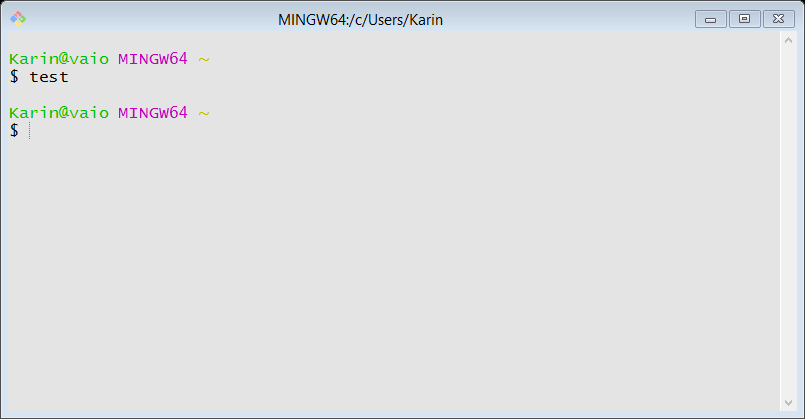 MINGW64:/c/Users/Karin
Karin@vaio MINGW64 ~
$ test
Karin@vaio MINGW64 ~
$